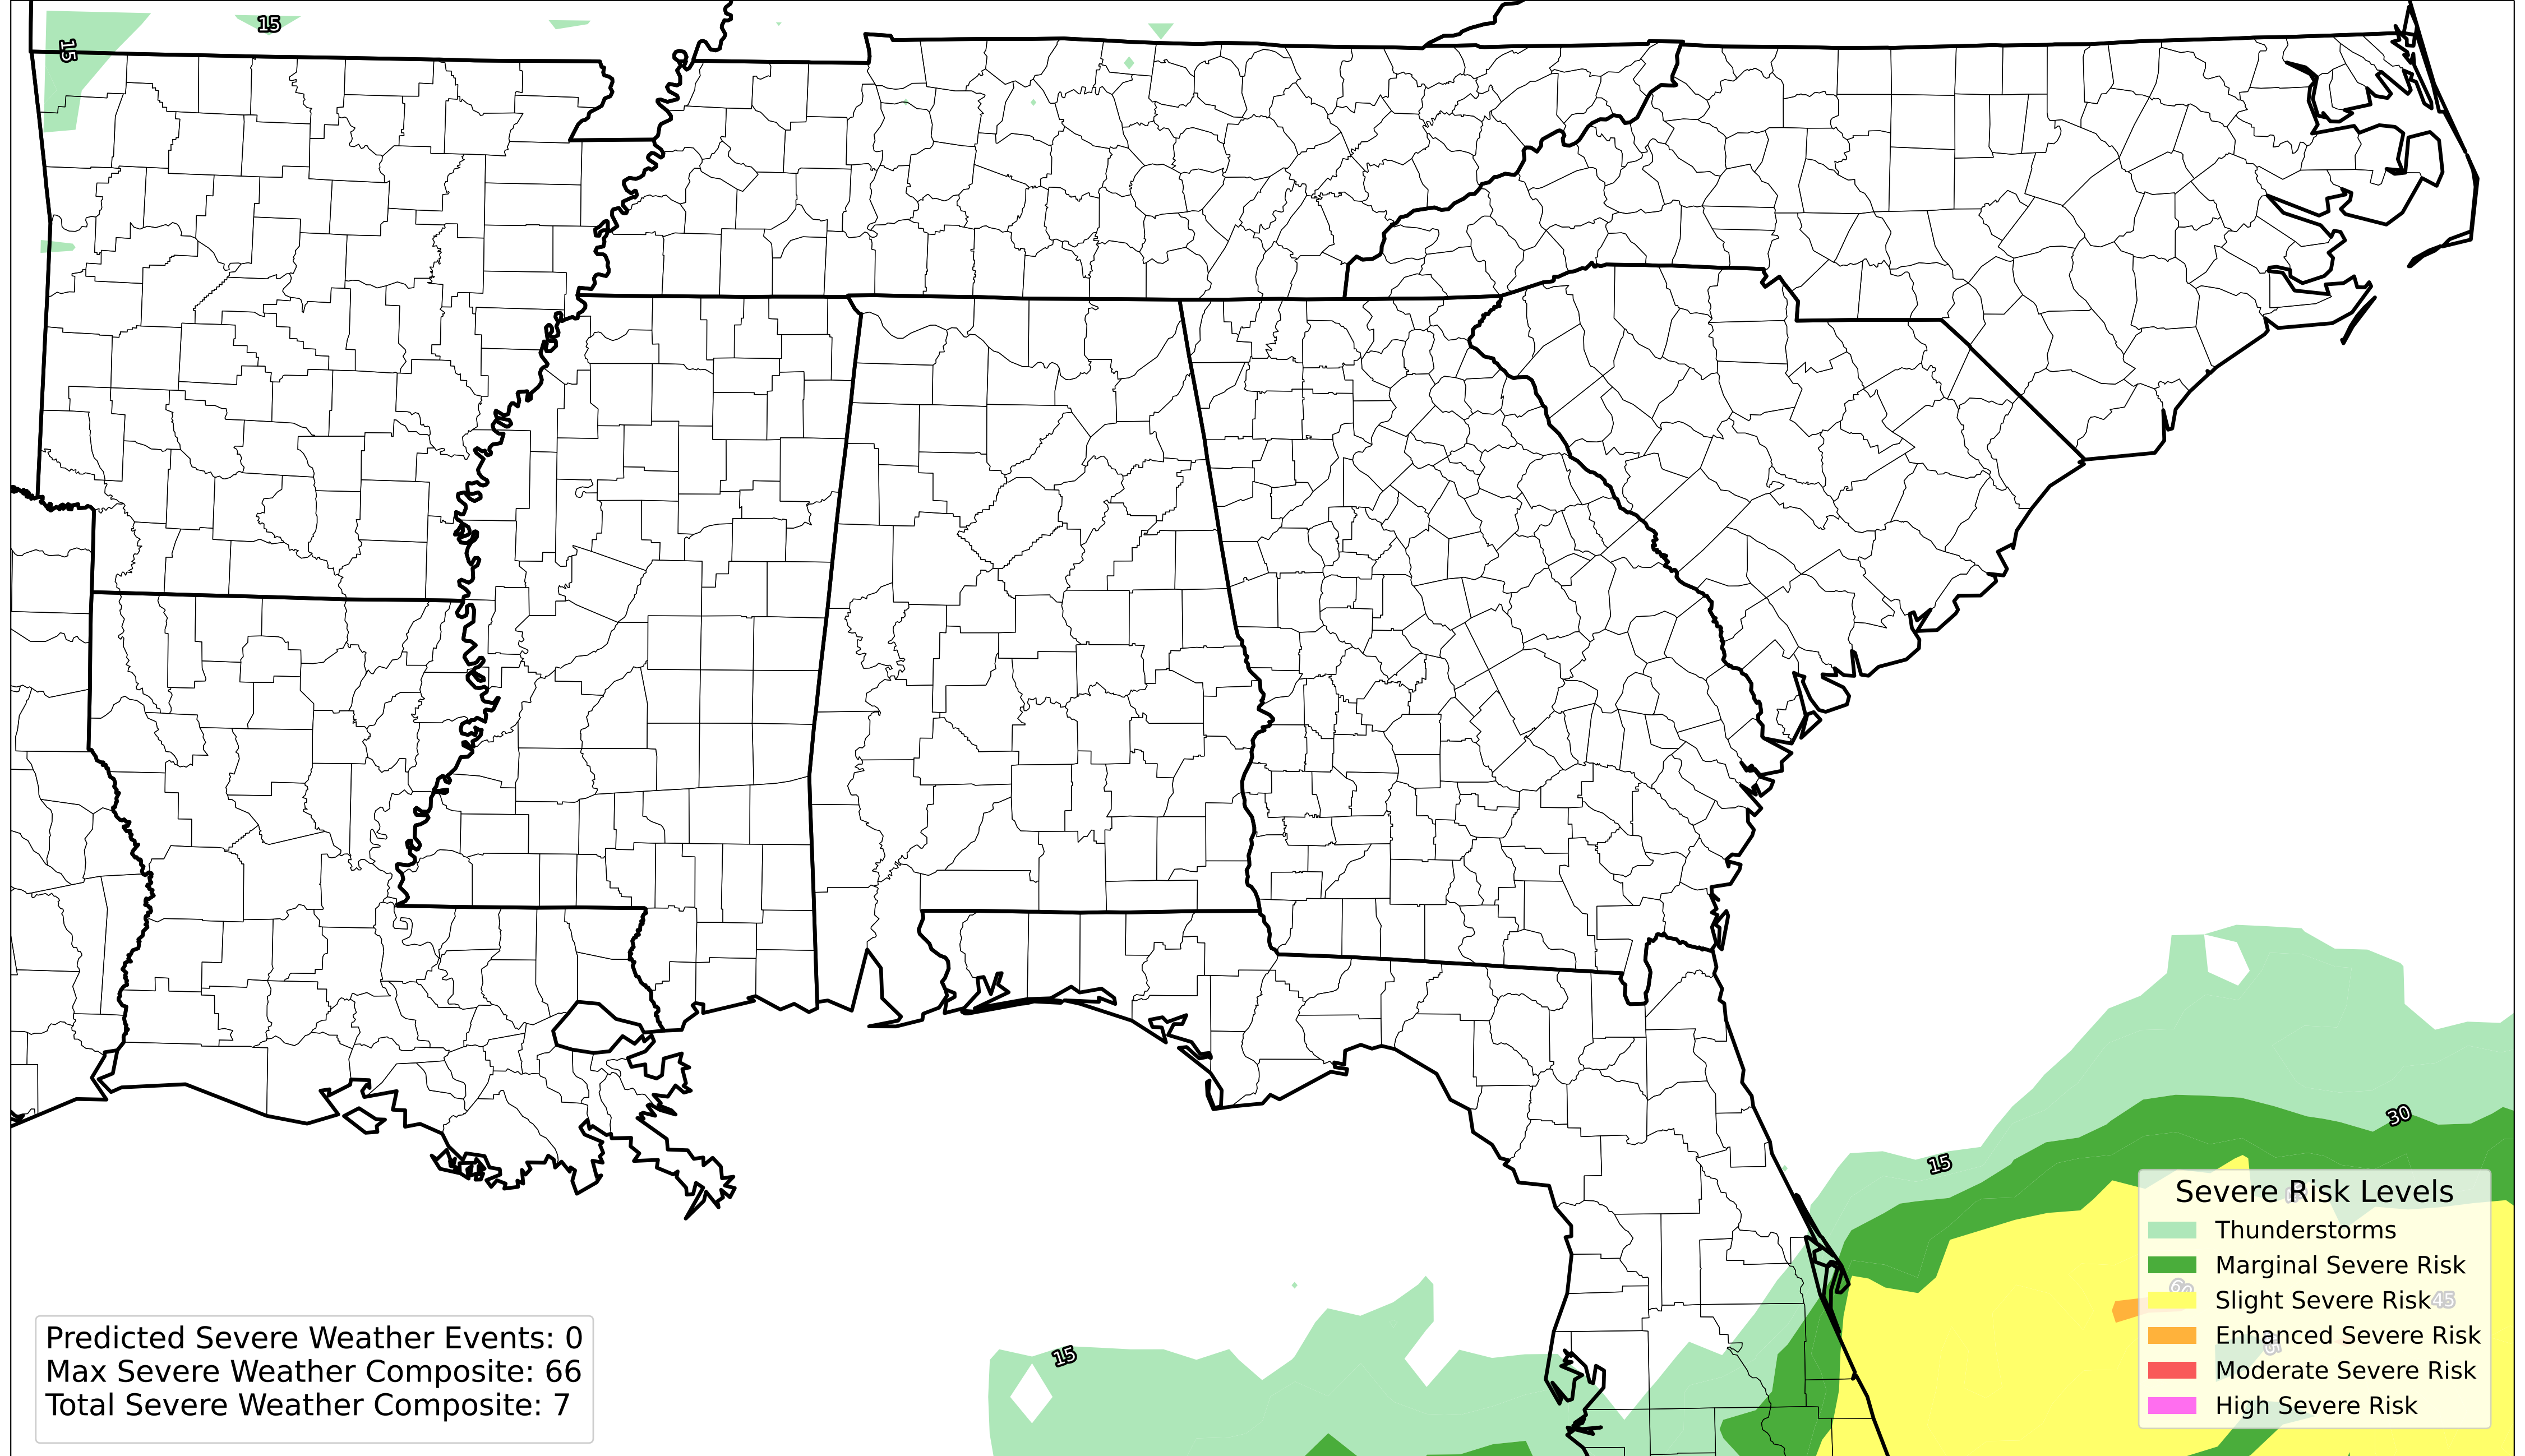 15
15
30
15
15
Severe Risk Levels
Thunderstorms
Marginal Severe Risk
Slight Severe Risk
45
60
Enhanced Severe Risk
Moderate Severe Risk
High Severe Risk
Predicted Severe Weather Events: 0
Max Severe Weather Composite: 66
Total Severe Weather Composite: 7